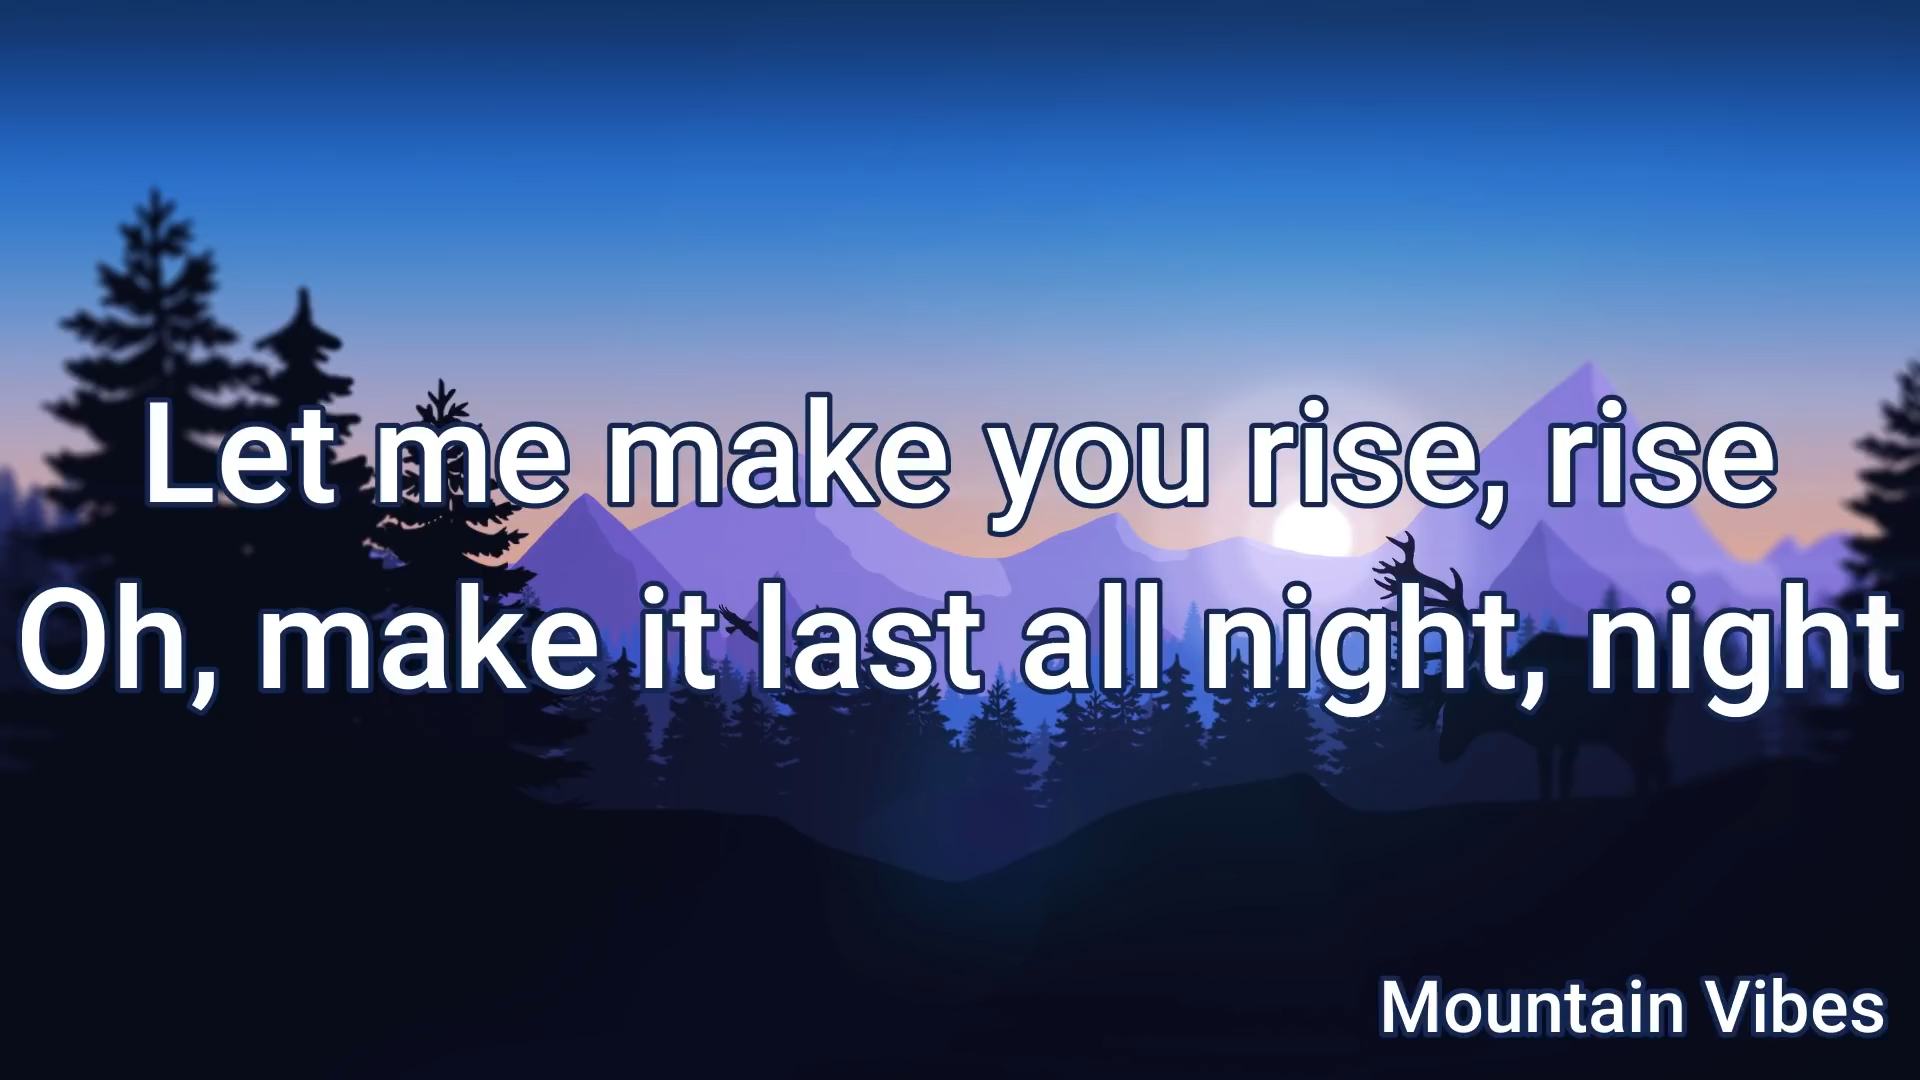 Let me make you rise, rise
Oh, make it last all night, night
Mountain Vibes